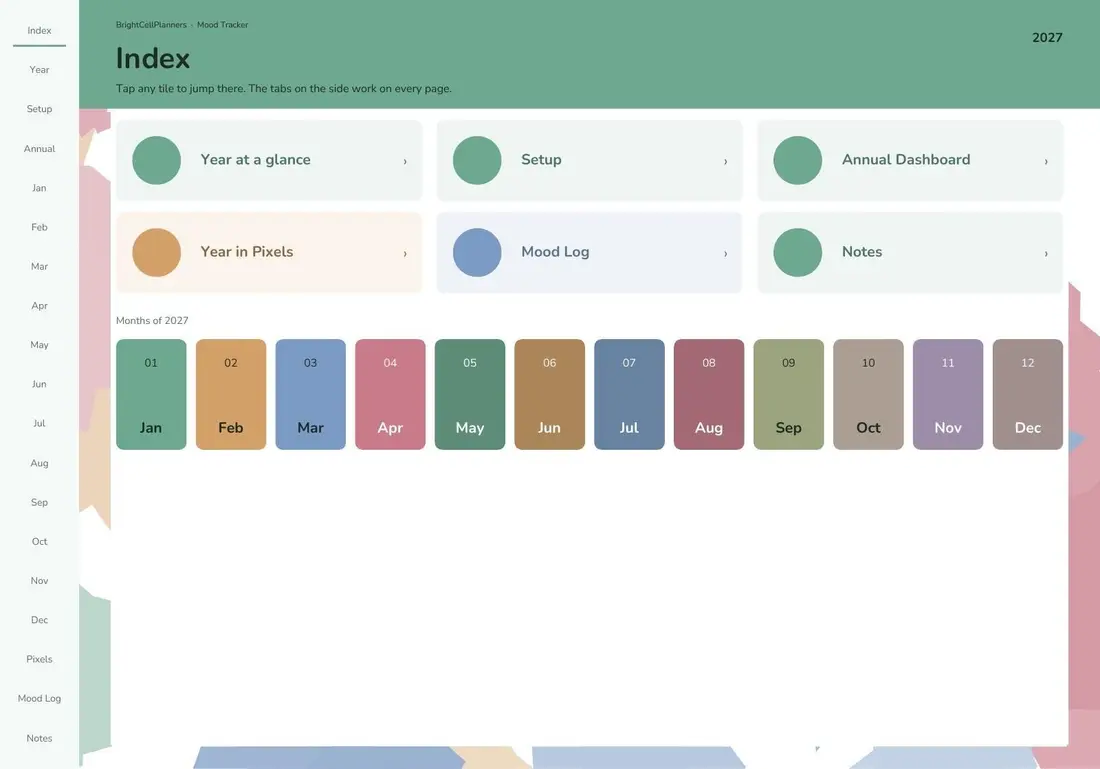 Index
Year
Setup
Annual
Jan
Feb
Mar
Apr
May
Jun
Jul
Aug
Sep
Oct
Nov
Dec
Pixels
Mood Log
Notes
BrightCellPlanners › Mood Tracker
2027
Index
Tap any tile to jump there. The tabs on the side work on every page.
Year at a glance ›
Setup ›
Annual Dashboard ›
Year in Pixels ›
Mood Log ›
Notes ›
Months of 2027
01 02 03 04 05 06 07 08 09 10 11 12
Jan Feb Mar Apr May Jun Jul Aug Sep Oct Nov Dec